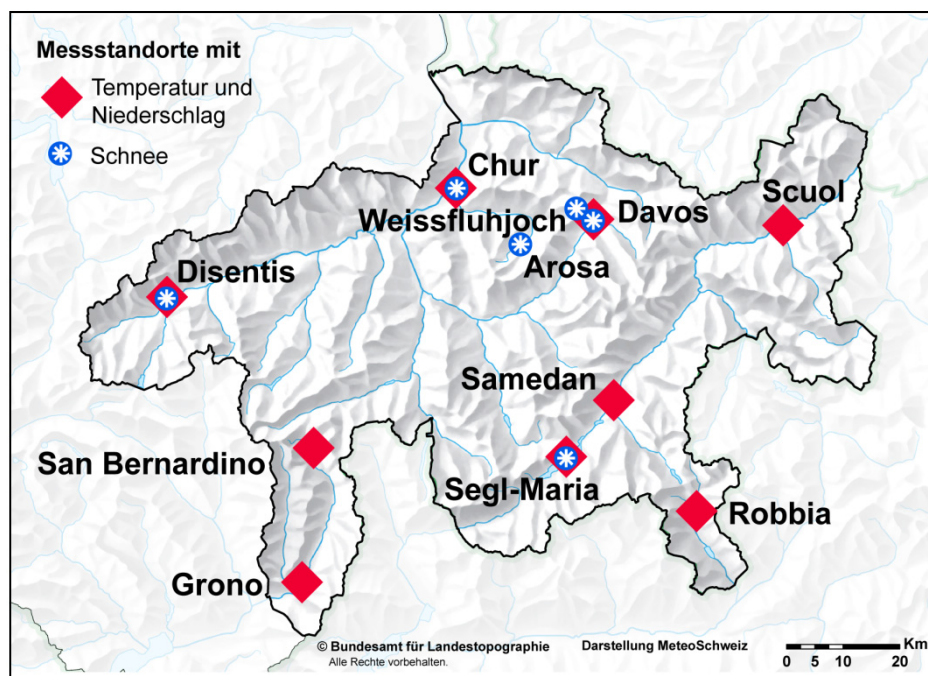 Messstandorte mit
Temperatur und
Niederschlag
Schnee
Chur
Weissfluhjoch
Davos
Scuol
Arosa
Disentis
Samedan
San Bernardino
Segl-Maria
Robbia
Grono
© Bundesamt für Landestopographie
Alle Rechte vorbehalten.
Darstellung MeteoSchweiz
Km
0 5 10 20